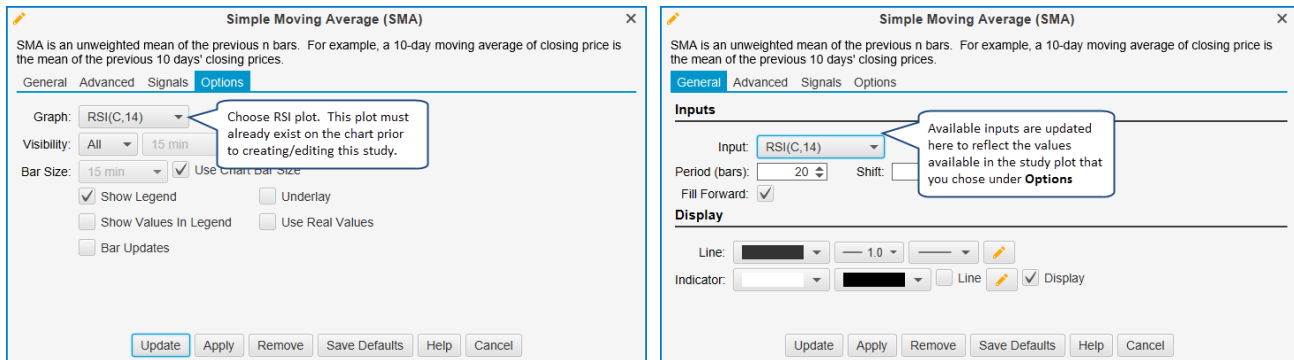 Simple Moving Average (SMA)
SMA is an unweighted mean of the previous n bars. For example, a 10-day moving average of closing price is
the mean of the previous 10 days' closing prices.
General Advanced Signals Options
Graph: RSI(C,14)
Choose RSI plot. This plot must
already exist on the chart prior
to creating/editing this study.
Visibility: All 15 min
Bar Size: 15 min Use Chart Bar Size
Show Legend Underlay
Show Values In Legend Use Real Values
Bar Updates
Update Apply Remove Save Defaults Help Cancel
Simple Moving Average (SMA)
SMA is an unweighted mean of the previous n bars. For example, a 10-day moving average of closing price is
the mean of the previous 10 days' closing prices.
General Advanced Signals Options
Inputs
Input: RSI(C,14)
Available inputs are updated
here to reflect the values
available in the study plot that
you chose under Options
Period (bars): 20 Shift:
Fill Forward:
Display
Line: 1.0
Indicator: Line Display
Update Apply Remove Save Defaults Help Cancel